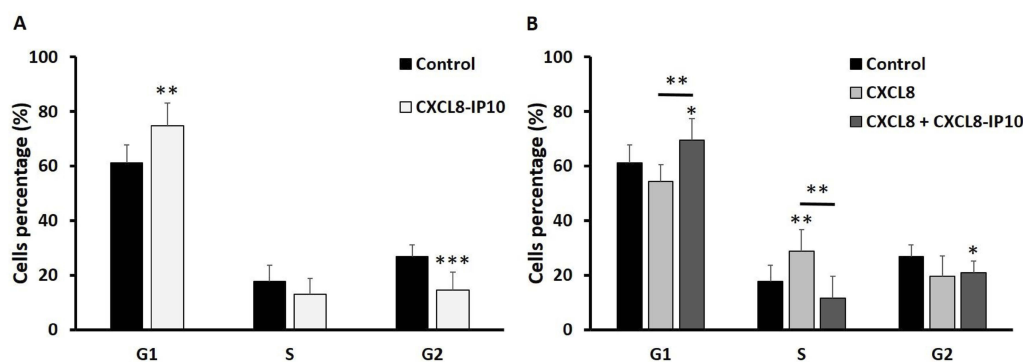 A
Cells percentage (%)
100
80
60
40
20
0
**
***
Control
CXCL8-IP10
G1 S G2
B
Cells percentage (%)
100
80
60
40
20
0
**
*
**
**
*
Control
CXCL8
CXCL8 + CXCL8-IP10
G1 S G2